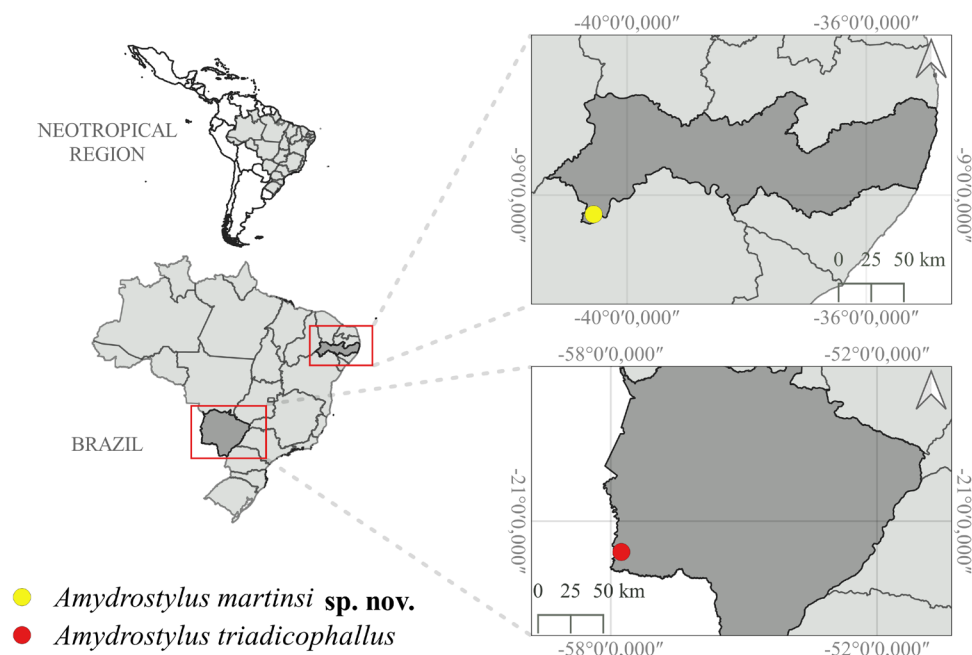 NEOTROPICAL
REGION
BRAZIL
-40°0′0,000″
-36°0′0,000″
-9°0′0,000″
-9°0′0,000″
0 25 50 km
-40°0′0,000″
-36°0′0,000″
-58°0′0,000″
-52°0′0,000″
-21°0′0,000″
-21°0′0,000″
0 25 50 km
-58°0′0,000″
-52°0′0,000″
Amydrostylus martinsi sp. nov.
Amydrostylus triadicophallus